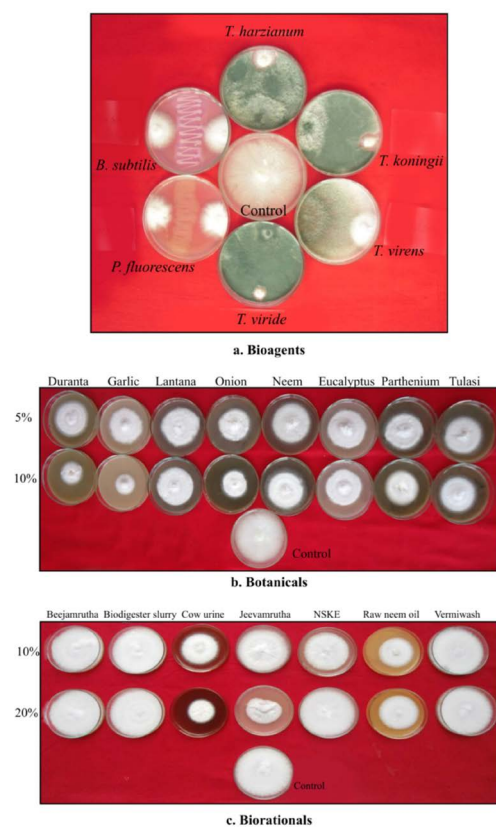 T. harzianum
B. subtilis
T. koningii
Control
P. fluorescens
T. virens
T. viride
a. Bioagents
Duranta Garlic Lantana Onion Neem Eucalyptus Parthenium Tulasi
5%
10%
Control
b. Botanicals
Beejamrutha Biodigester slurry Cow urine Jeevamrutha NSKE Raw neem oil Vermiwash
10%
20%
Control
c. Biorationals